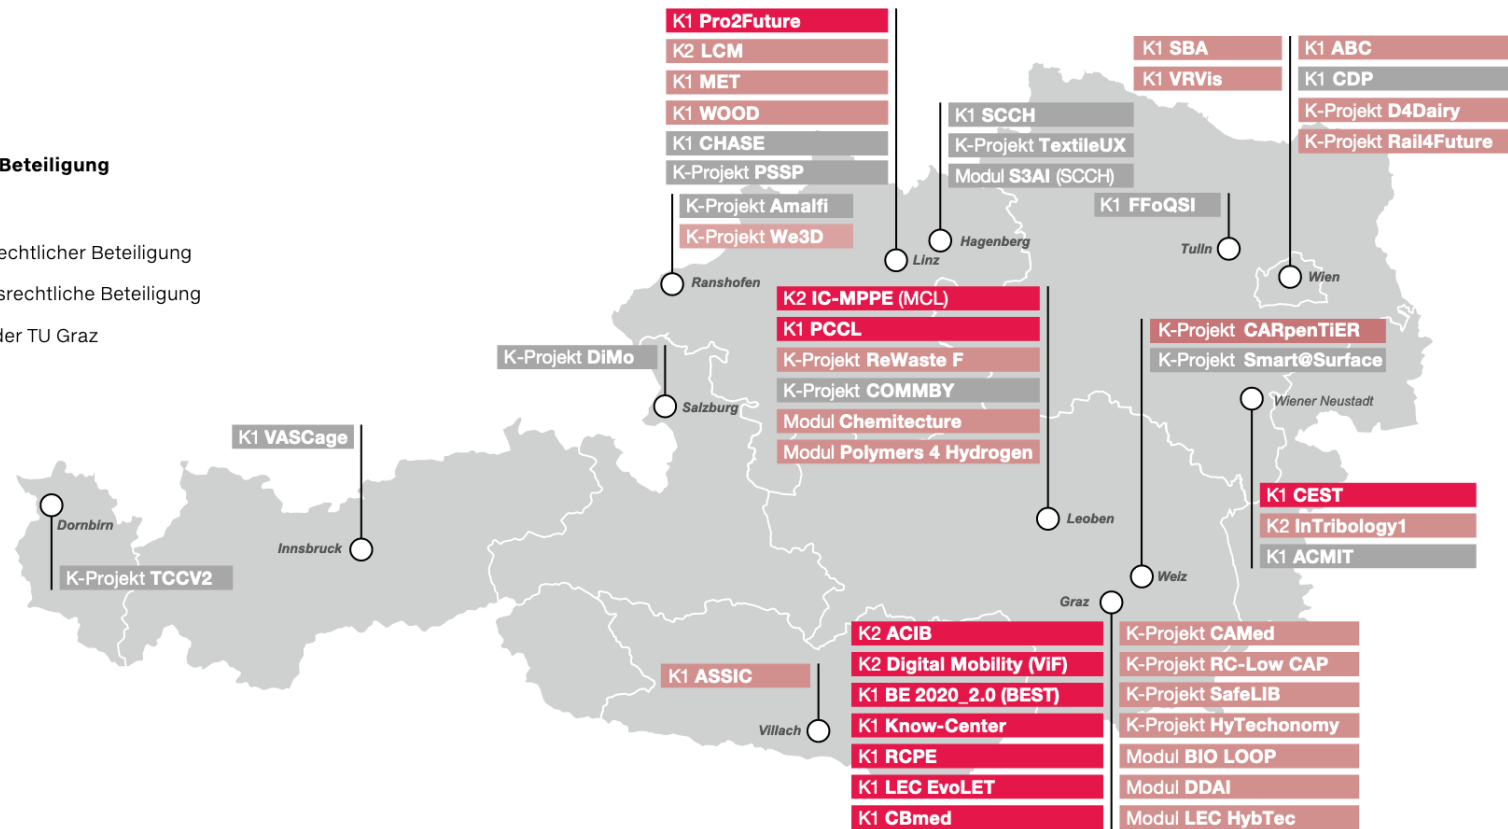 Beteiligung
echtlicher Beteiligung
srechtliche Beteiligung
der TU Graz
K1 Pro2Future
K2 LCM
K1 MET
K1 WOOD
K1 CHASE
K-Projekt PSSP
K-Projekt Amalfi
K-Projekt We3D
Ranshofen
Linz
K1 SCCH
K-Projekt TextileUX
Modul S3AI (SCCH)
Hagenberg
K1 SBA
K1 VRVis
K1 ABC
K1 CDP
K-Projekt D4Dairy
K-Projekt Rail4Future
K1 FFoQSI
Tulln
Wien
K2 IC-MPPE (MCL)
K1 PCCL
K-Projekt ReWaste F
K-Projekt COMMBY
Modul Chemitecture
Modul Polymers 4 Hydrogen
Leoben
K-Projekt CARpenTiER
K-Projekt Smart@Surface
Weiz
K-Projekt DiMo
Salzburg
Wiener Neustadt
K1 CEST
K2 InTribology1
K1 ACMIT
K1 VASCage
Innsbruck
Dornbirn
K-Projekt TCCV2
K1 ASSIC
Villach
Graz
K2 ACIB
K2 Digital Mobility (ViF)
K1 BE 2020_2.0 (BEST)
K1 Know-Center
K1 RCPE
K1 LEC EvoLET
K1 CBmed
K-Projekt CAMed
K-Projekt RC-Low CAP
K-Projekt SafeLIB
K-Projekt HyTechonomy
Modul BIO LOOP
Modul DDAI
Modul LEC HybTec